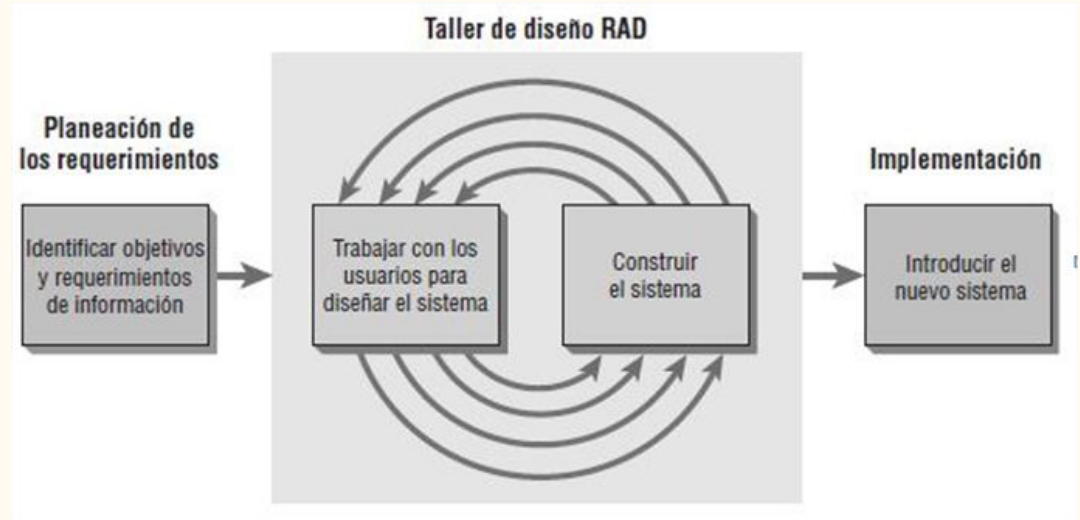 Taller de diseño RAD
Planeación de
los requerimientos
Identificar objetivos
y requerimientos
de información
Trabajar con los
usuarios para
diseñar el sistema
Construir
el sistema
Implementación
Introducir el
nuevo sistema